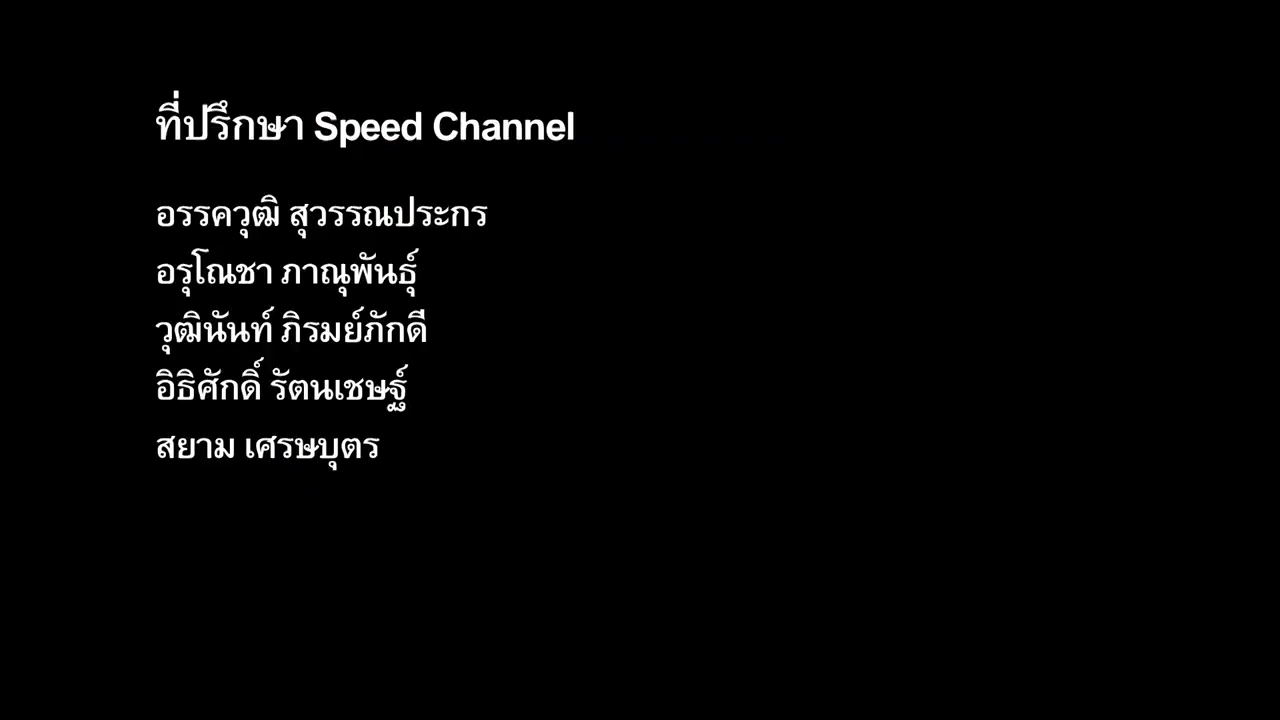 ที่ปรึกษา Speed Channel
อรรควุฒิ สุวรรณประกร
อรุโณชา ภาณุพันธุ์
วุฒินันท์ ภิรมย์ภักดี
อิธิศักดิ์ รัตนเชษฐ์
สยาม เศรษบุตร